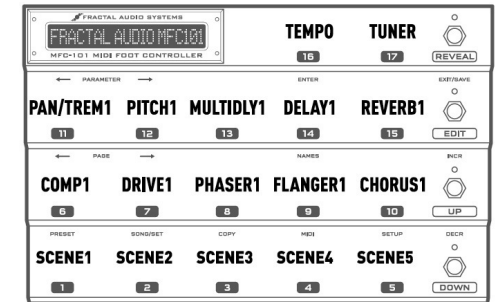 FRACTAL AUDIO SYSTEMS
FRACTAL AUDIO MFC101
MFC-101 MIDI FOOT CONTROLLER
TEMPO TUNER
16 17 REVEAL
← PARAMETER → ENTER EXIT/SAVE
PAN/TREM1 PITCH1 MULTIDLY1 DELAY1 REVERB1
11 12 13 14 15 EDIT
← PAGE → NAMES INCR
COMP1 DRIVE1 PHASER1 FLANGER1 CHORUS1
6 7 8 9 10 UP
PRESET SONG/SET COPY MIDI SETUP DECR
SCENE1 SCENE2 SCENE3 SCENE4 SCENE5
1 2 3 4 5 DOWN